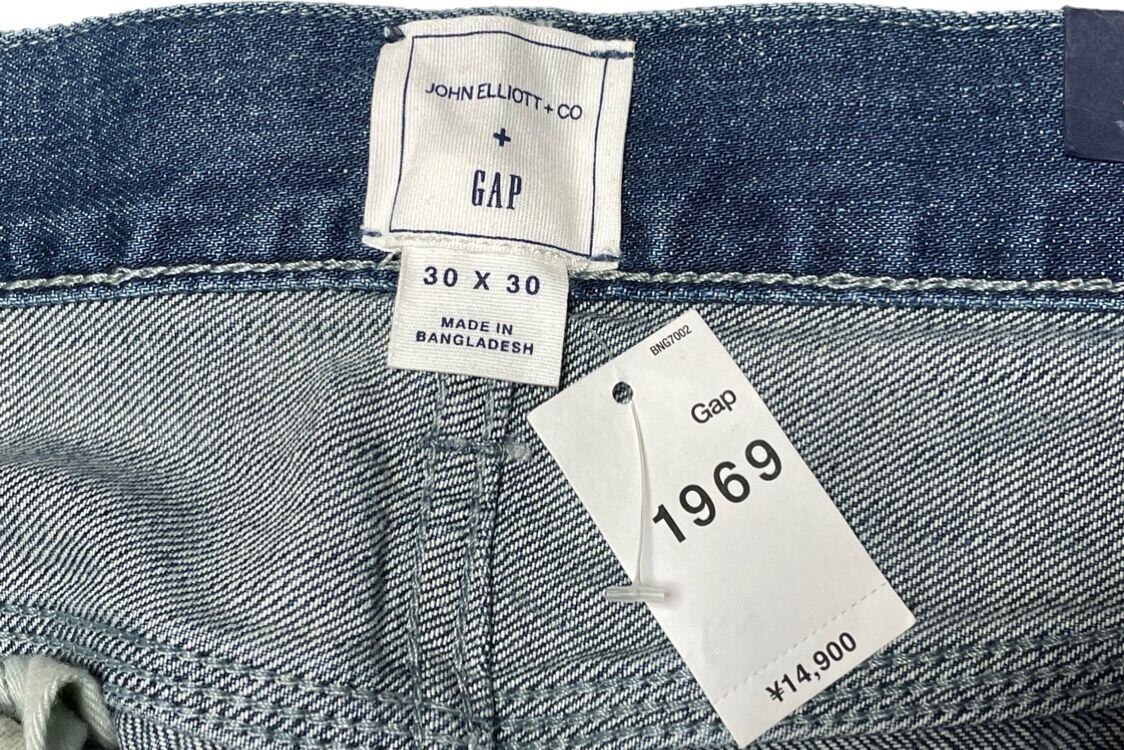 JOHN ELLIOTT + CO
+
GAP
30 X 30
MADE IN
BANGLADESH
BNG7002
Gap
1969
¥14,900